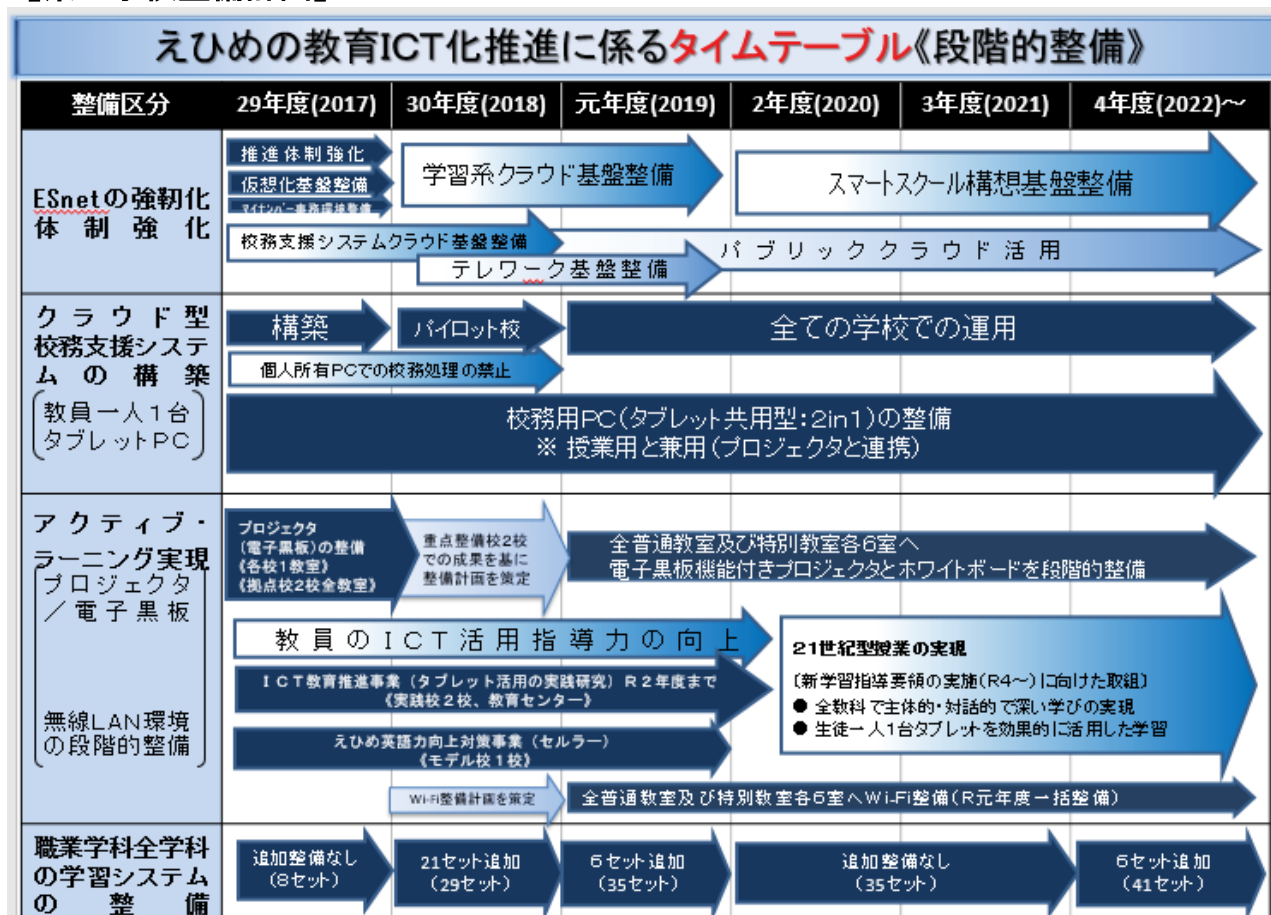 えひめの教育ICT化推進に係るタイムテーブル《段階的整備》
整備区分
29年度(2017)
30年度(2018)
元年度(2019)
2年度(2020)
3年度(2021)
4年度(2022)～
ESnetの強靭化
体制強化
推進体制強化
仮想化基盤整備
マイナンバー事務環境整備
学習系クラウド基盤整備
スマートスクール構想基盤整備
校務支援システムクラウド基盤整備
パブリッククラウド活用
テレワーク基盤整備
クラウド型
校務支援システ
ムの構築
教員一人1台
タブレットPC
構築
パイロット校
全ての学校での運用
個人所有PCでの校務処理の禁止
校務用PC(タブレット共用型:2in1)の整備
※ 授業用と兼用(プロジェクタと連携)
アクティブ・
ラーニング実現
プロジェクタ
／電子黒板
無線LAN環境
の段階的整備
プロジェクタ
(電子黒板)の整備
《各校1教室》
《拠点校2校全教室》
重点整備校2校
での成果を基に
整備計画を策定
全普通教室及び特別教室各6室へ
電子黒板機能付きプロジェクタとホワイトボードを段階的整備
教員のICT活用指導力の向上
ICT教育推進事業（タブレット活用の実践研究）R2年度まで
《実践校2校、教育センター》
えひめ英語力向上対策事業（セルラー）
《モデル校1校》
21世紀型授業の実現
(新学習指導要領の実施(R4～)に向けた取組)
● 全教科で主体的・対話的で深い学びの実現
● 生徒一人1台タブレットを効果的に活用した学習
Wi-Fi整備計画を策定
全普通教室及び特別教室各6室へWi-Fi整備(R元年度一括整備)
職業学科全学科
の学習システム
の整備
追加整備なし
(8セット)
21セット追加
(29セット)
6セット追加
(35セット)
追加整備なし
(35セット)
6セット追加
(41セット)